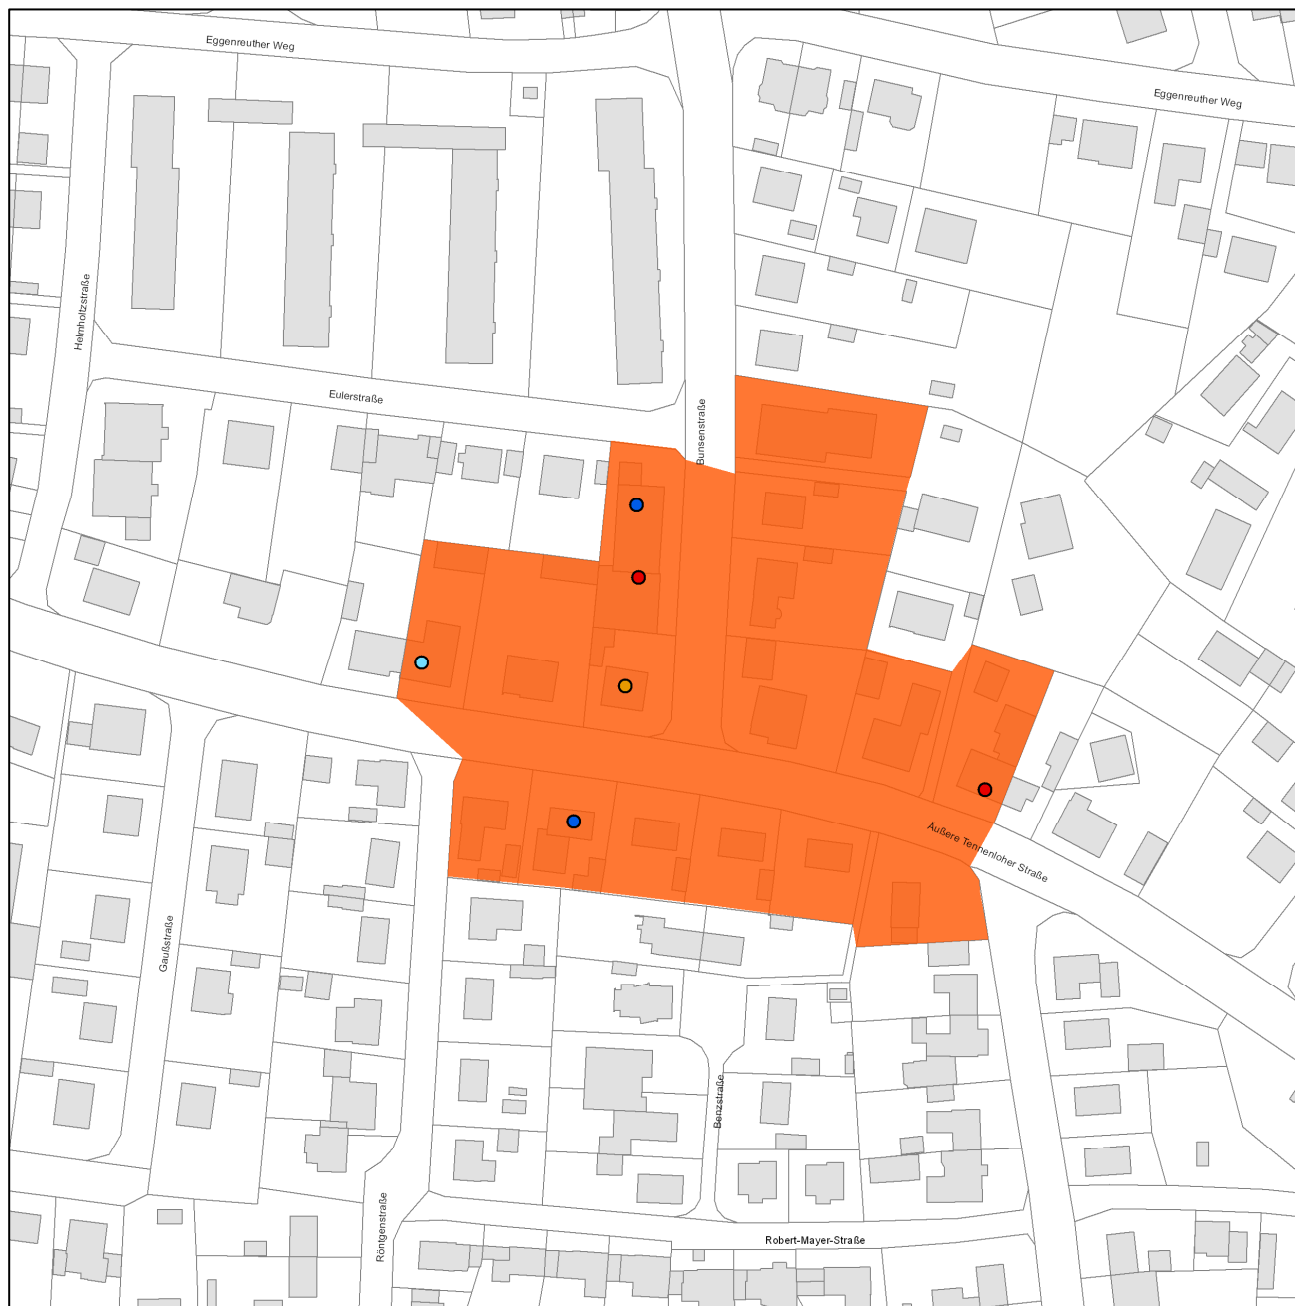 Eggenreuther Weg
Eggenreuther Weg
Helmholtzstraße
Eulerstraße
Bunsenstraße
Äußere Tennenloher Straße
Gaußstraße
Benzstraße
Röntgenstraße
Robert-Mayer-Straße